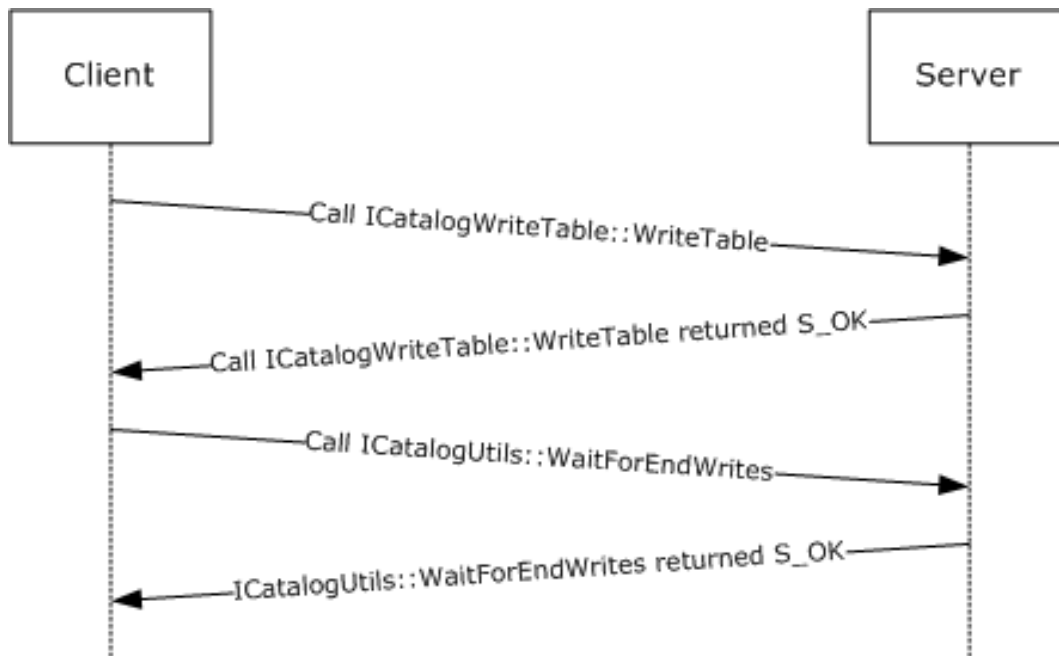 Client
Server
Call ICatalogWriteTable::WriteTable
Call ICatalogWriteTable::WriteTable returned S_OK
Call ICatalogUtils::WaitForEndWrites
ICatalogUtils::WaitForEndWrites returned S_OK